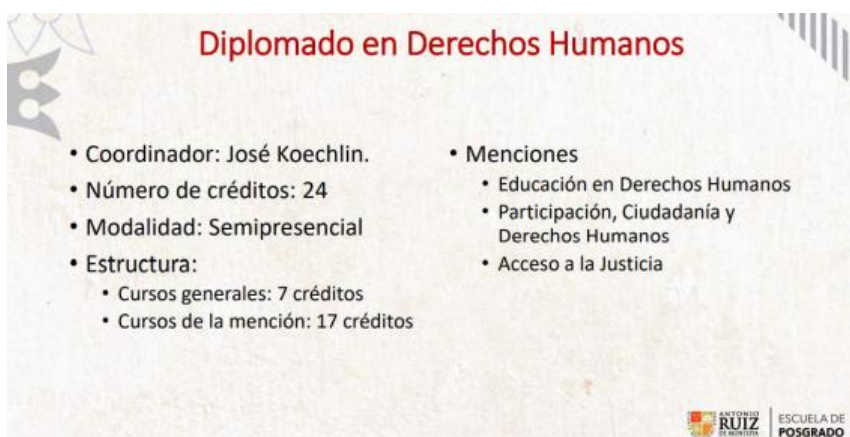 Diplomado en Derechos Humanos
• Coordinador: José Koechlin.
• Número de créditos: 24
• Modalidad: Semipresencial
• Estructura:
• Cursos generales: 7 créditos
• Cursos de la mención: 17 créditos
• Menciones
• Educación en Derechos Humanos
• Participación, Ciudadanía y
Derechos Humanos
• Acceso a la Justicia
ANTONIO
RUIZ
DE MONTOYA
ESCUELA DE
POSGRADO